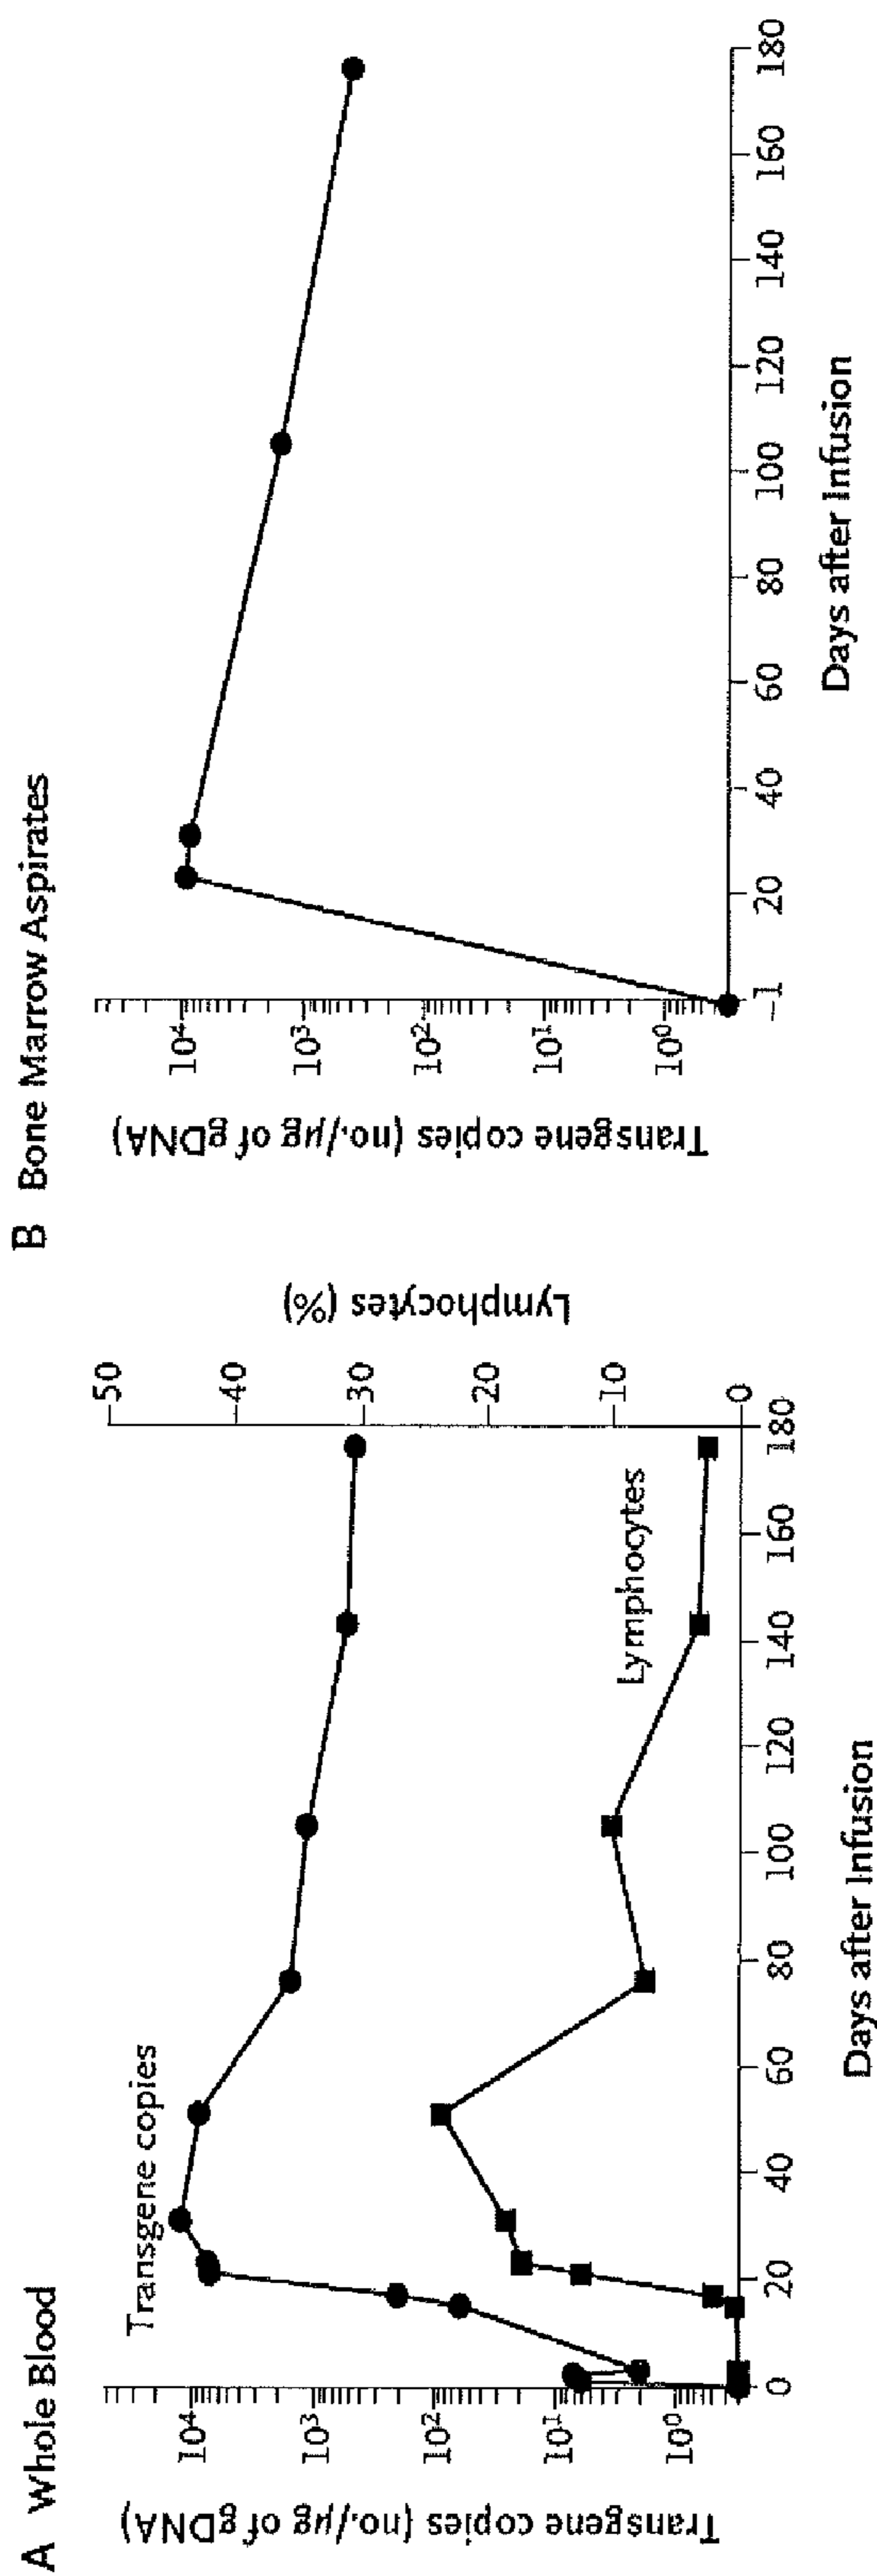 A Whole Blood
Transgene copies (no./µg of gDNA)
10⁴
10³
10²
10¹
10⁰
Transgene copies
Lymphocytes
50
40
30
20
10
0
Lymphocytes (%)
0 20 40 60 80 100 120 140 160 180
Days after Infusion
B Bone Marrow Aspirates
Transgene copies (no./µg of gDNA)
10⁴
10³
10²
10¹
10⁰
-1 20 40 60 80 100 120 140 160 180
Days after Infusion